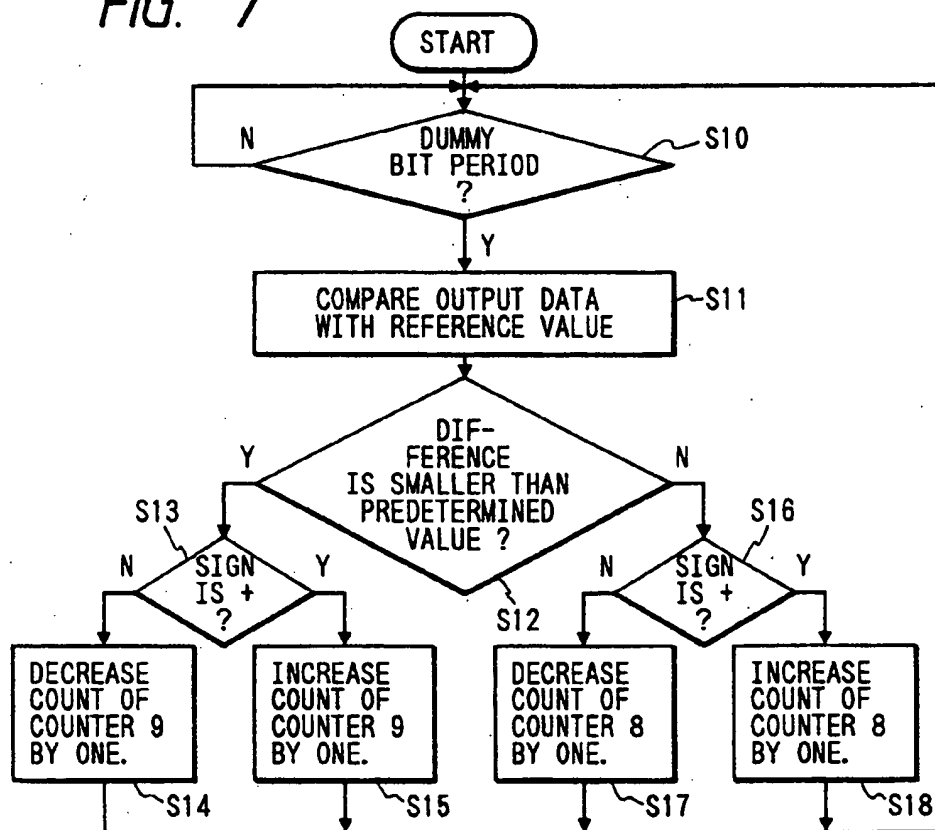 FIG. 7
START
N
DUMMY
BIT PERIOD
?
S10
Y
COMPARE OUTPUT DATA
WITH REFERENCE VALUE
S11
Y
DIF-
FERENCE
IS SMALLER THAN
PREDETERMINED
VALUE ?
N
S12
S13
N
SIGN
IS +
?
Y
S16
N
SIGN
IS +
?
Y
DECREASE
COUNT OF
COUNTER 9
BY ONE.
S14
INCREASE
COUNT OF
COUNTER 9
BY ONE.
S15
DECREASE
COUNT OF
COUNTER 8
BY ONE.
S17
INCREASE
COUNT OF
COUNTER 8
BY ONE.
S18